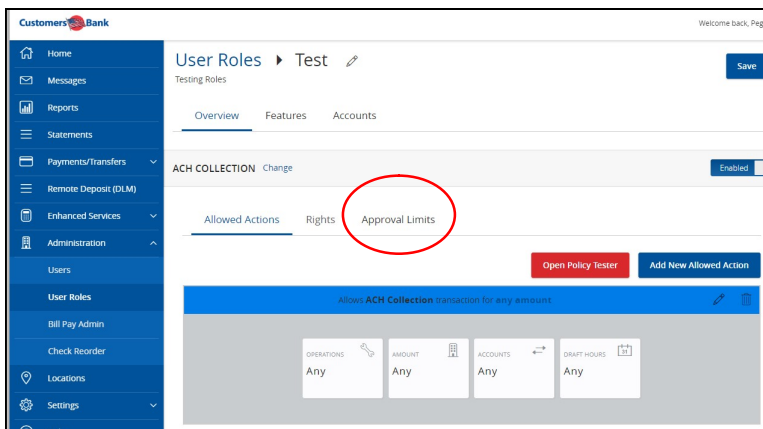 Customers Bank
Welcome back, Peg
Home
Messages
Reports
Statements
Payments/Transfers
Remote Deposit (DLM)
Enhanced Services
Administration
Users
User Roles
Bill Pay Admin
Check Reorder
Locations
Settings
User Roles Test
Testing Roles
Save
Overview Features Accounts
ACH COLLECTION Change
Enabled
Allowed Actions Rights Approval Limits
Open Policy Tester Add New Allowed Action
Allows ACH Collection transaction for any amount
OPERATIONS AMOUNT ACCOUNTS DRAFT HOURS
31
Any Any Any Any